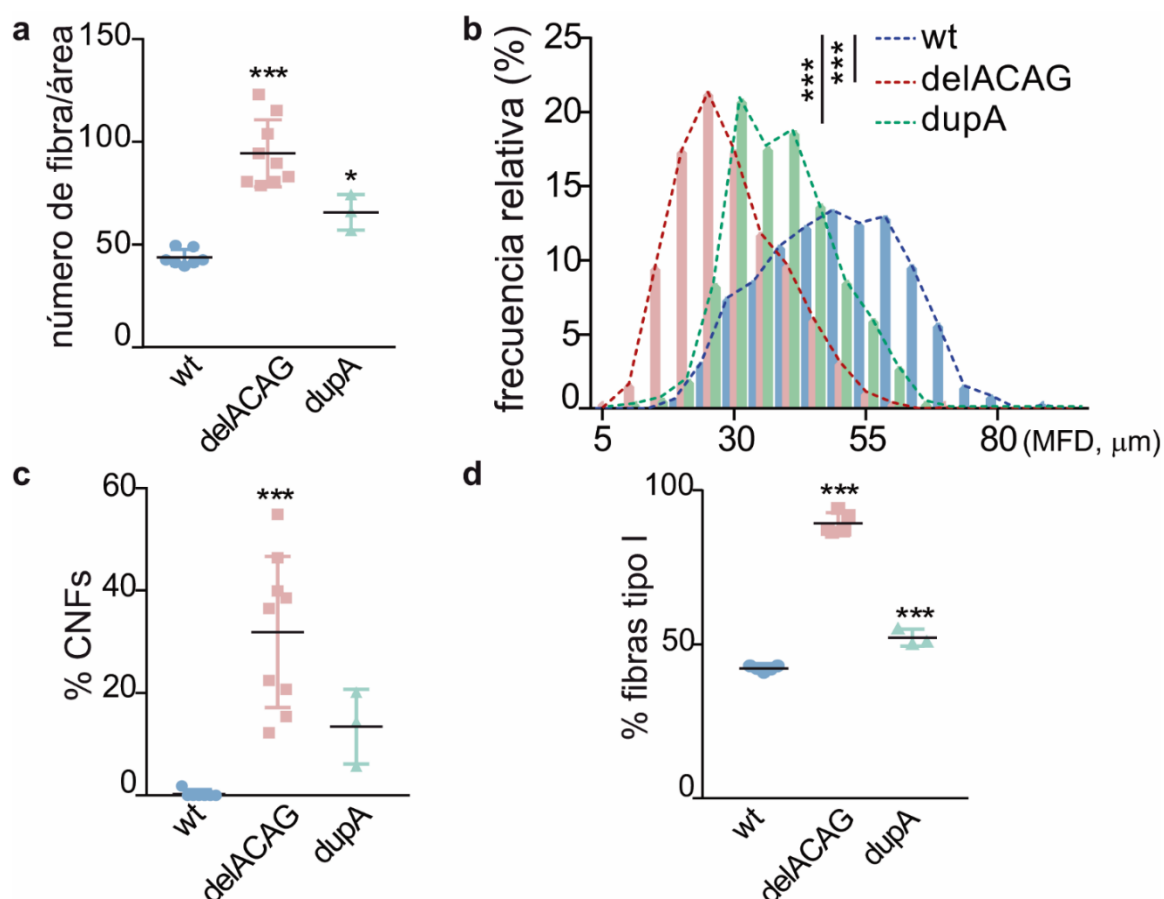 a
número de fibra/área
150
100
50
0
***
*
wt
delACAG
dupA
b
frecuencia relativa (%)
25
20
15
10
5
0
***
***
wt
delACAG
dupA
5 30 55 80 (MFD, μm)
c
% CNFs
60
40
20
0
***
wt
delACAG
dupA
d
% fibras tipo I
100
50
0
***
***
wt
delACAG
dupA